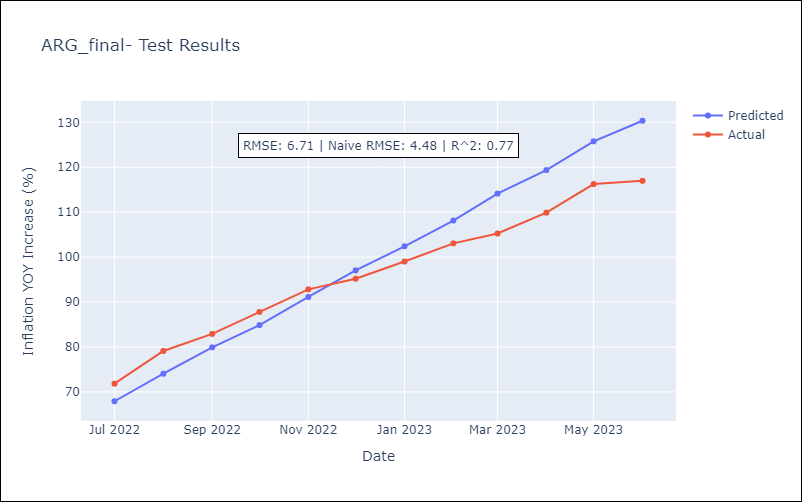 ARG_final- Test Results
Predicted
Actual
RMSE: 6.71 | Naive RMSE: 4.48 | R^2: 0.77
Inflation YOY Increase (%)
130
120
110
100
90
80
70
Jul 2022 Sep 2022 Nov 2022 Jan 2023 Mar 2023 May 2023
Date